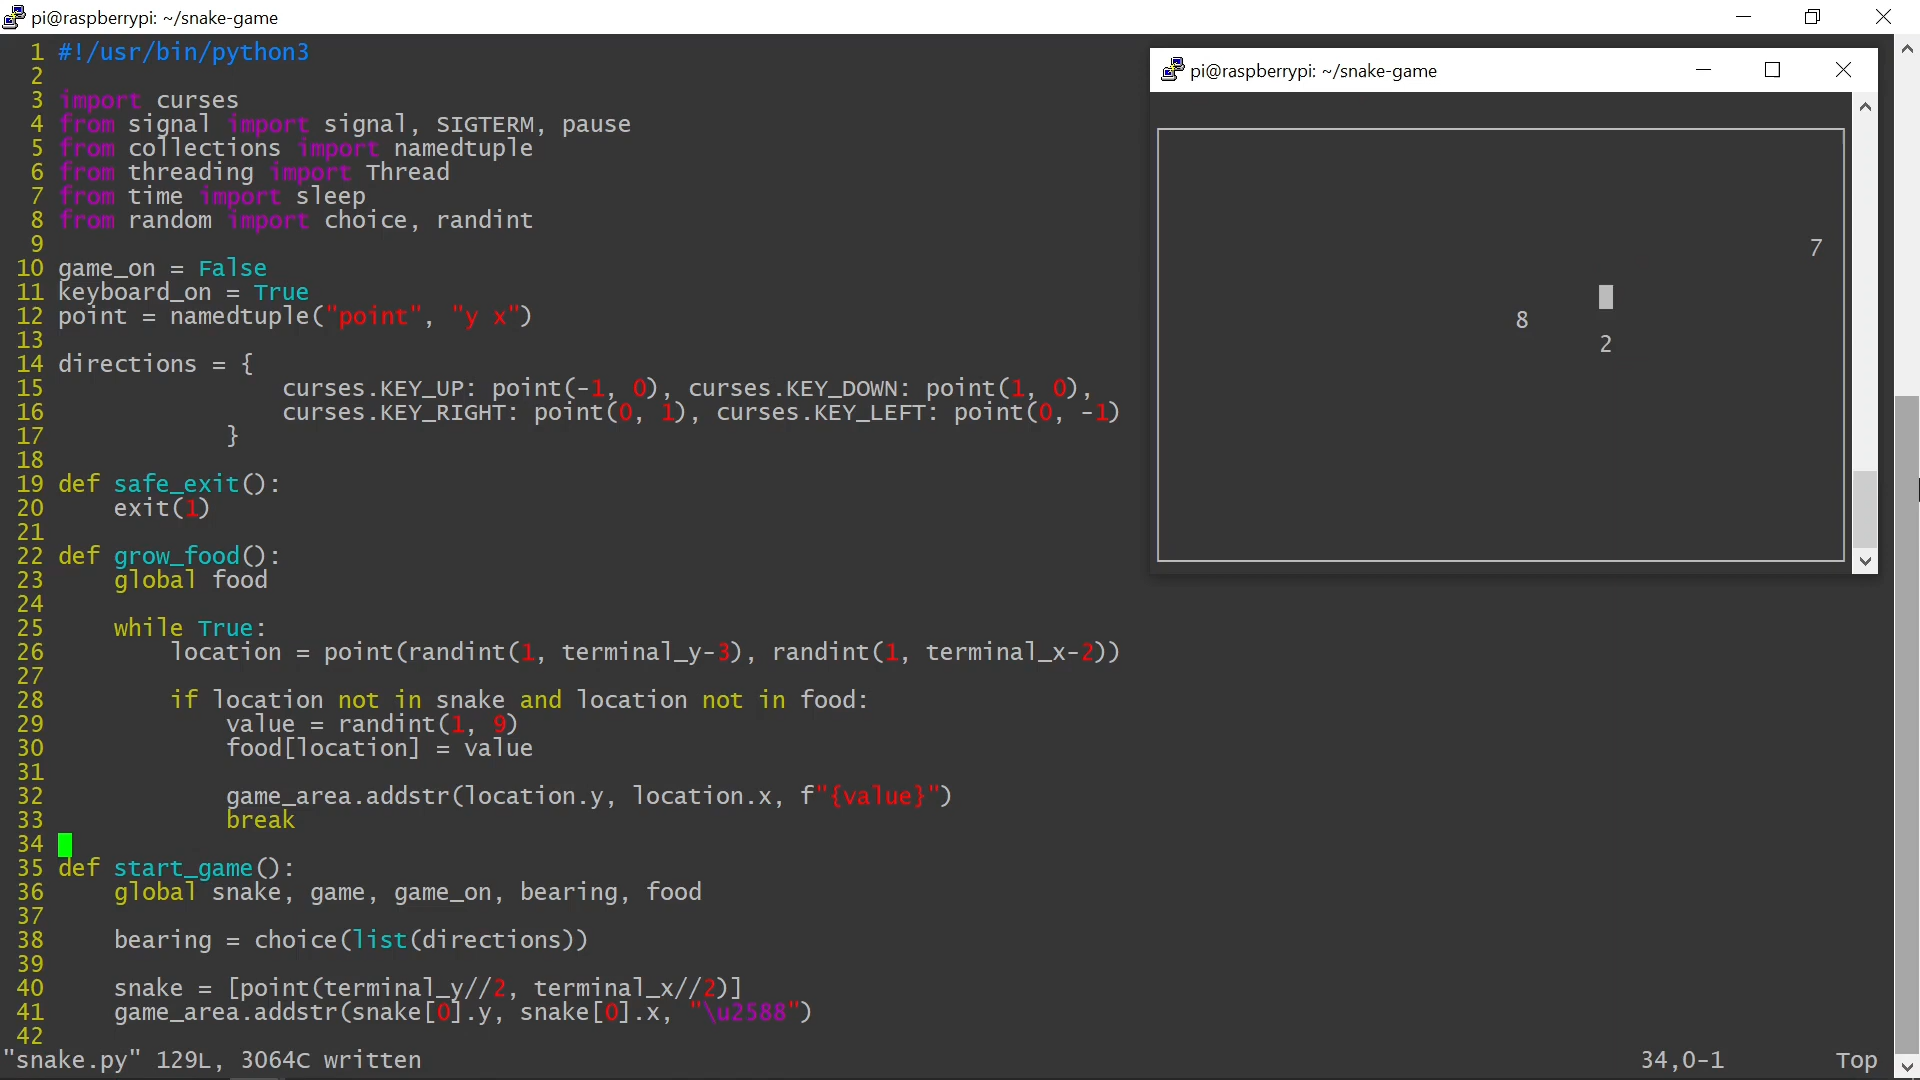 pi@raspberrypi: ~/snake-game
1 #!/usr/bin/python3
2
3 import curses
4 from signal import signal, SIGTERM, pause
5 from collections import namedtuple
6 from threading import Thread
7 from time import sleep
8 from random import choice, randint
9
10 game_on = False
11 keyboard_on = True
12 point = namedtuple("point", "y x")
13
14 directions = {
15                 curses.KEY_UP: point(-1, 0), curses.KEY_DOWN: point(1, 0),
16                 curses.KEY_RIGHT: point(0, 1), curses.KEY_LEFT: point(0, -1)
17             }
18
19 def safe_exit():
20     exit(1)
21
22 def grow_food():
23     global food
24
25     while True:
26         location = point(randint(1, terminal_y-3), randint(1, terminal_x-2))
27
28         if location not in snake and location not in food:
29             value = randint(1, 9)
30             food[location] = value
31
32             game_area.addstr(location.y, location.x, f"{value}")
33             break
34
35 def start_game():
36     global snake, game, game_on, bearing, food
37
38     bearing = choice(list(directions))
39
40     snake = [point(terminal_y//2, terminal_x//2)]
41     game_area.addstr(snake[0].y, snake[0].x, "\u2588")
42
"snake.py" 129L, 3064C written 34,0-1 Top
pi@raspberrypi: ~/snake-game
7
8
2